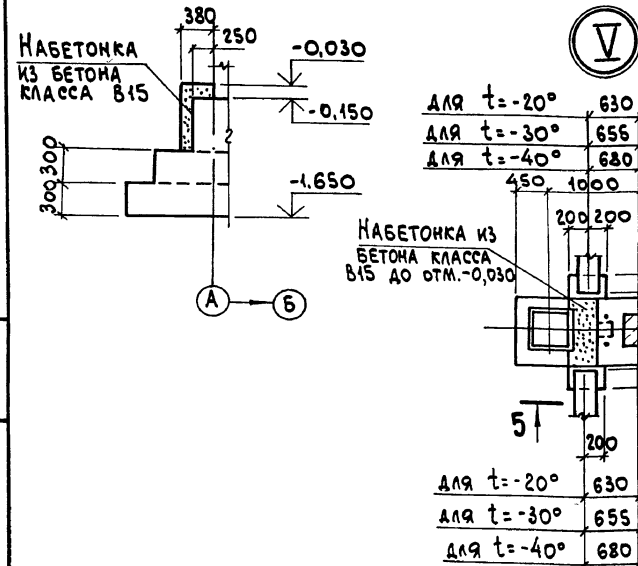 380
250
НАБЕТОНКА
ИЗ БЕТОНА
КЛАССА В15
-0,030
-0,150
300
300
-1.650
А
Б
V
ДЛЯ t=-20° 630
ДЛЯ t=-30° 655
ДЛЯ t=-40° 680
450 1000
200 200
НАБЕТОНКА ИЗ
БЕТОНА КЛАССА
В15 ДО ОТМ.-0,030
5
200
ДЛЯ t=-20° 630
ДЛЯ t=-30° 655
ДЛЯ t=-40° 680